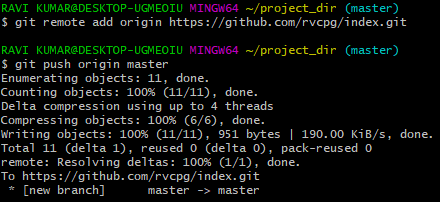 RAVI KUMAR@DESKTOP-UGMEOIU MINGW64 ~/project_dir (master)
$ git remote add origin https://github.com/rvcpg/index.git
RAVI KUMAR@DESKTOP-UGMEOIU MINGW64 ~/project_dir (master)
$ git push origin master
Enumerating objects: 11, done.
Counting objects: 100% (11/11), done.
Delta compression using up to 4 threads
Compressing objects: 100% (6/6), done.
Writing objects: 100% (11/11), 951 bytes | 190.00 KiB/s, done.
Total 11 (delta 1), reused 0 (delta 0), pack-reused 0
remote: Resolving deltas: 100% (1/1), done.
To https://github.com/rvcpg/index.git
 * [new branch]      master -> master